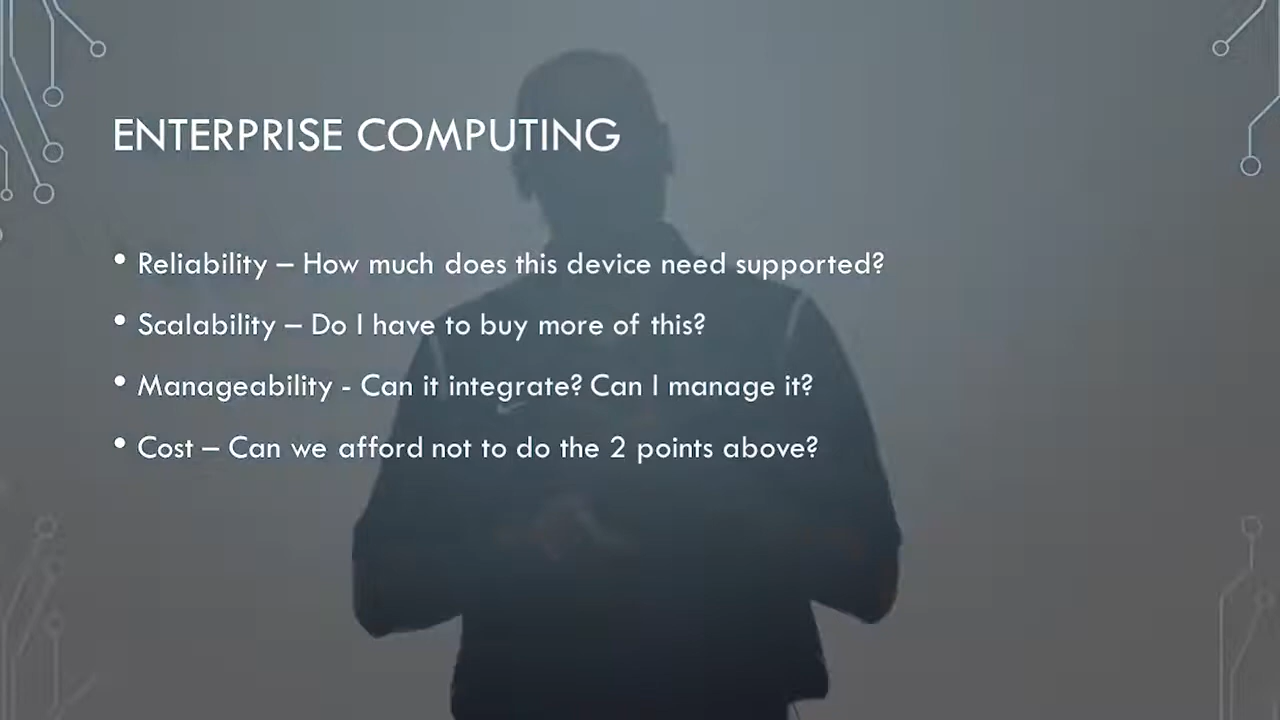 ENTERPRISE COMPUTING
• Reliability – How much does this device need supported?
• Scalability – Do I have to buy more of this?
• Manageability - Can it integrate? Can I manage it?
• Cost – Can we afford not to do the 2 points above?